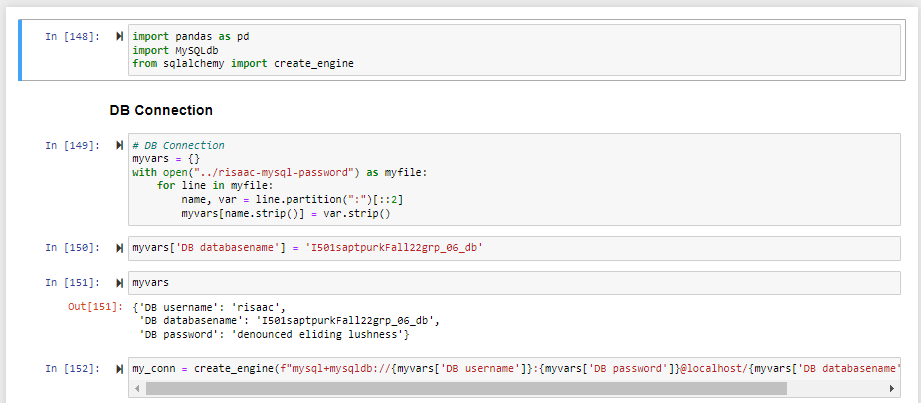 In [148]:
import pandas as pd
import MySQLdb
from sqlalchemy import create_engine
DB Connection
In [149]:
# DB Connection
myvars = {}
with open("../risaac-mysql-password") as myfile:
    for line in myfile:
        name, var = line.partition(":")[::2]
        myvars[name.strip()] = var.strip()
In [150]:
myvars['DB databasename'] = 'I501saptpurkFall22grp_06_db'
In [151]:
myvars
Out[151]:
{'DB username': 'risaac',
 'DB databasename': 'I501saptpurkFall22grp_06_db',
 'DB password': 'denounced eliding lushness'}
In [152]:
my_conn = create_engine(f"mysql+mysqldb://{myvars['DB username']}:{myvars['DB password']}@localhost/{myvars['DB databasename'